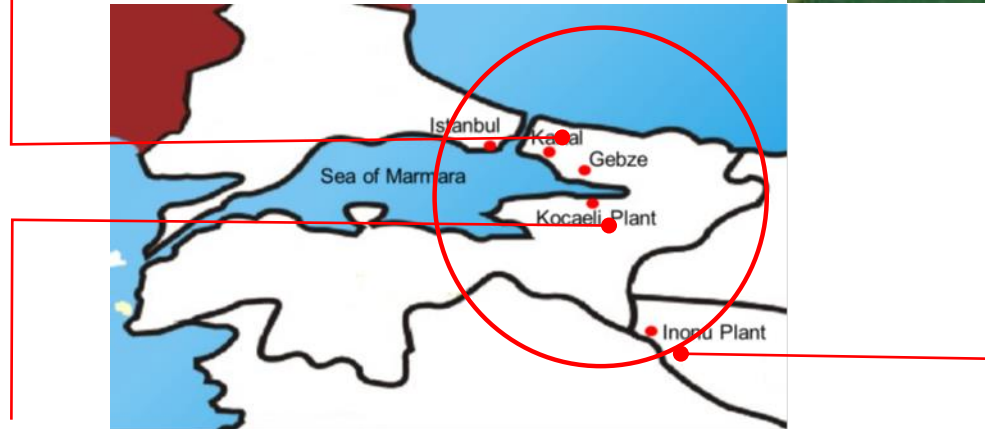 Istanbul
Kartal
Gebze
Sea of Marmara
Kocaeli Plant
Inonu Plant